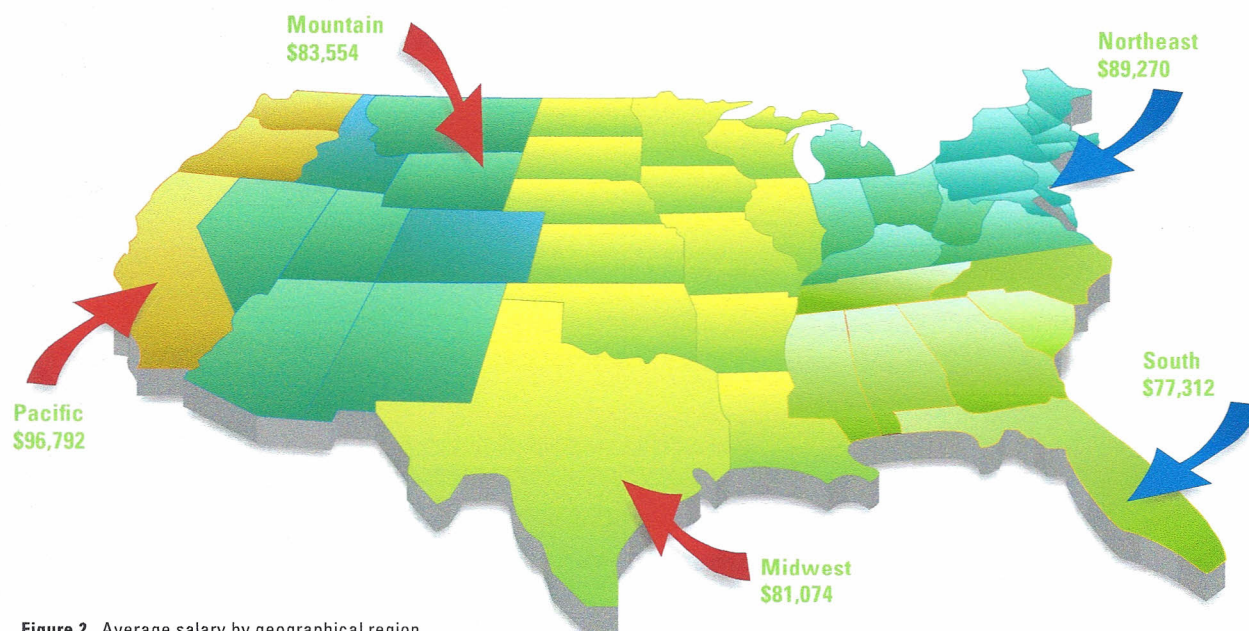 Mountain
$83,554
Northeast
$89,270
South
$77,312
Pacific
$96,792
Midwest
$81,074
Figure 2 Average salary by geographical region